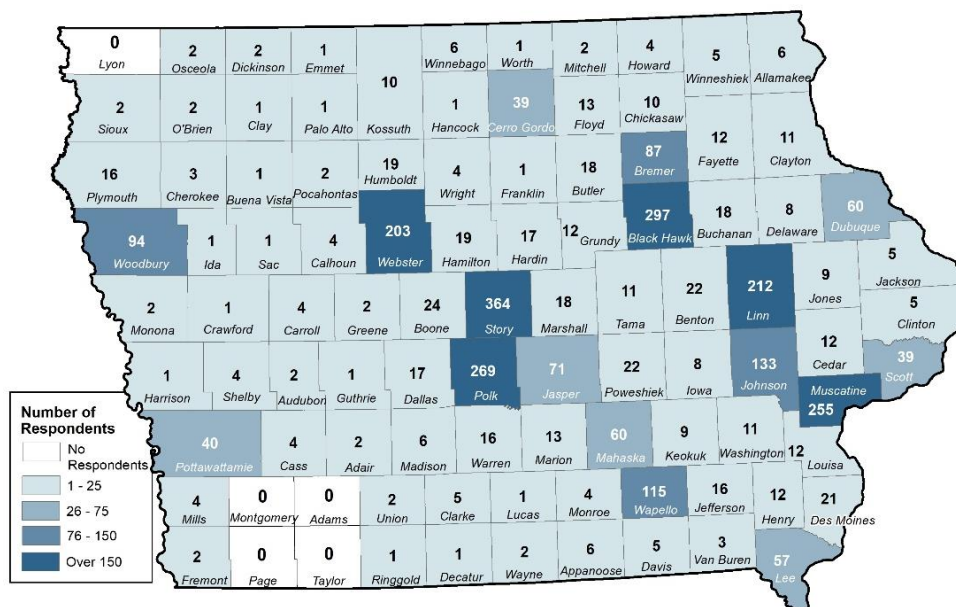 0
Lyon
2
Osceola
2
Dickinson
1
Emmet
10
Kossuth
6
Winnebago
1
Worth
2
Mitchell
4
Howard
5
Winneshiek
6
Allamakee
2
Sioux
2
O'Brien
1
Clay
1
Palo Alto
1
Hancock
39
Cerro Gordo
13
Floyd
10
Chickasaw
12
Fayette
11
Clayton
16
Plymouth
3
Cherokee
1
Buena Vista
2
Pocahontas
19
Humboldt
4
Wright
1
Franklin
18
Butler
87
Bremer
94
Woodbury
1
Ida
1
Sac
4
Calhoun
203
Webster
19
Hamilton
17
Hardin
12
Grundy
297
Black Hawk
18
Buchanan
8
Delaware
60
Dubuque
2
Monona
1
Crawford
4
Carroll
2
Greene
24
Boone
364
Story
18
Marshall
11
Tama
22
Benton
212
Linn
9
Jones
5
Jackson
5
Clinton
1
Harrison
4
Shelby
2
Audubon
1
Guthrie
17
Dallas
269
Polk
71
Jasper
22
Poweshiek
8
Iowa
133
Johnson
12
Cedar
39
Scott
Muscatine
255
40
Pottawattamie
4
Cass
2
Adair
6
Madison
16
Warren
13
Marion
60
Mahaska
9
Keokuk
11
Washington
12
Louisa
4
Mills
0
Montgomery
0
Adams
2
Union
5
Clarke
1
Lucas
4
Monroe
115
Wapello
16
Jefferson
12
Henry
21
Des Moines
2
Fremont
0
Page
0
Taylor
1
Ringgold
1
Decatur
2
Wayne
6
Appanoose
5
Davis
3
Van Buren
57
Lee
Number of
Respondents
No
Respondents
1 - 25
26 - 75
76 - 150
Over 150